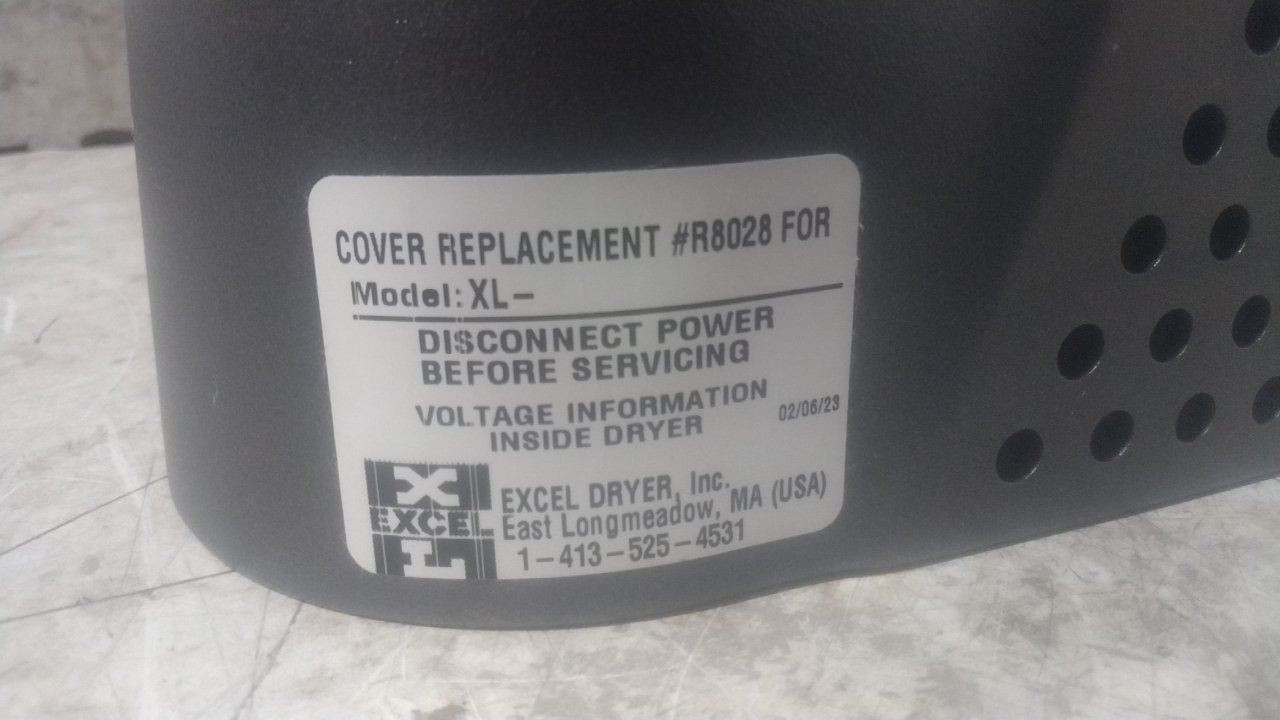 COVER REPLACEMENT #R8028 FOR
Model: XL-
DISCONNECT POWER
BEFORE SERVICING
VOLTAGE INFORMATION
INSIDE DRYER
02/06/23
X
EXCEL
L
EXCEL DRYER, Inc.
East Longmeadow, MA (USA)
1-413-525-4531